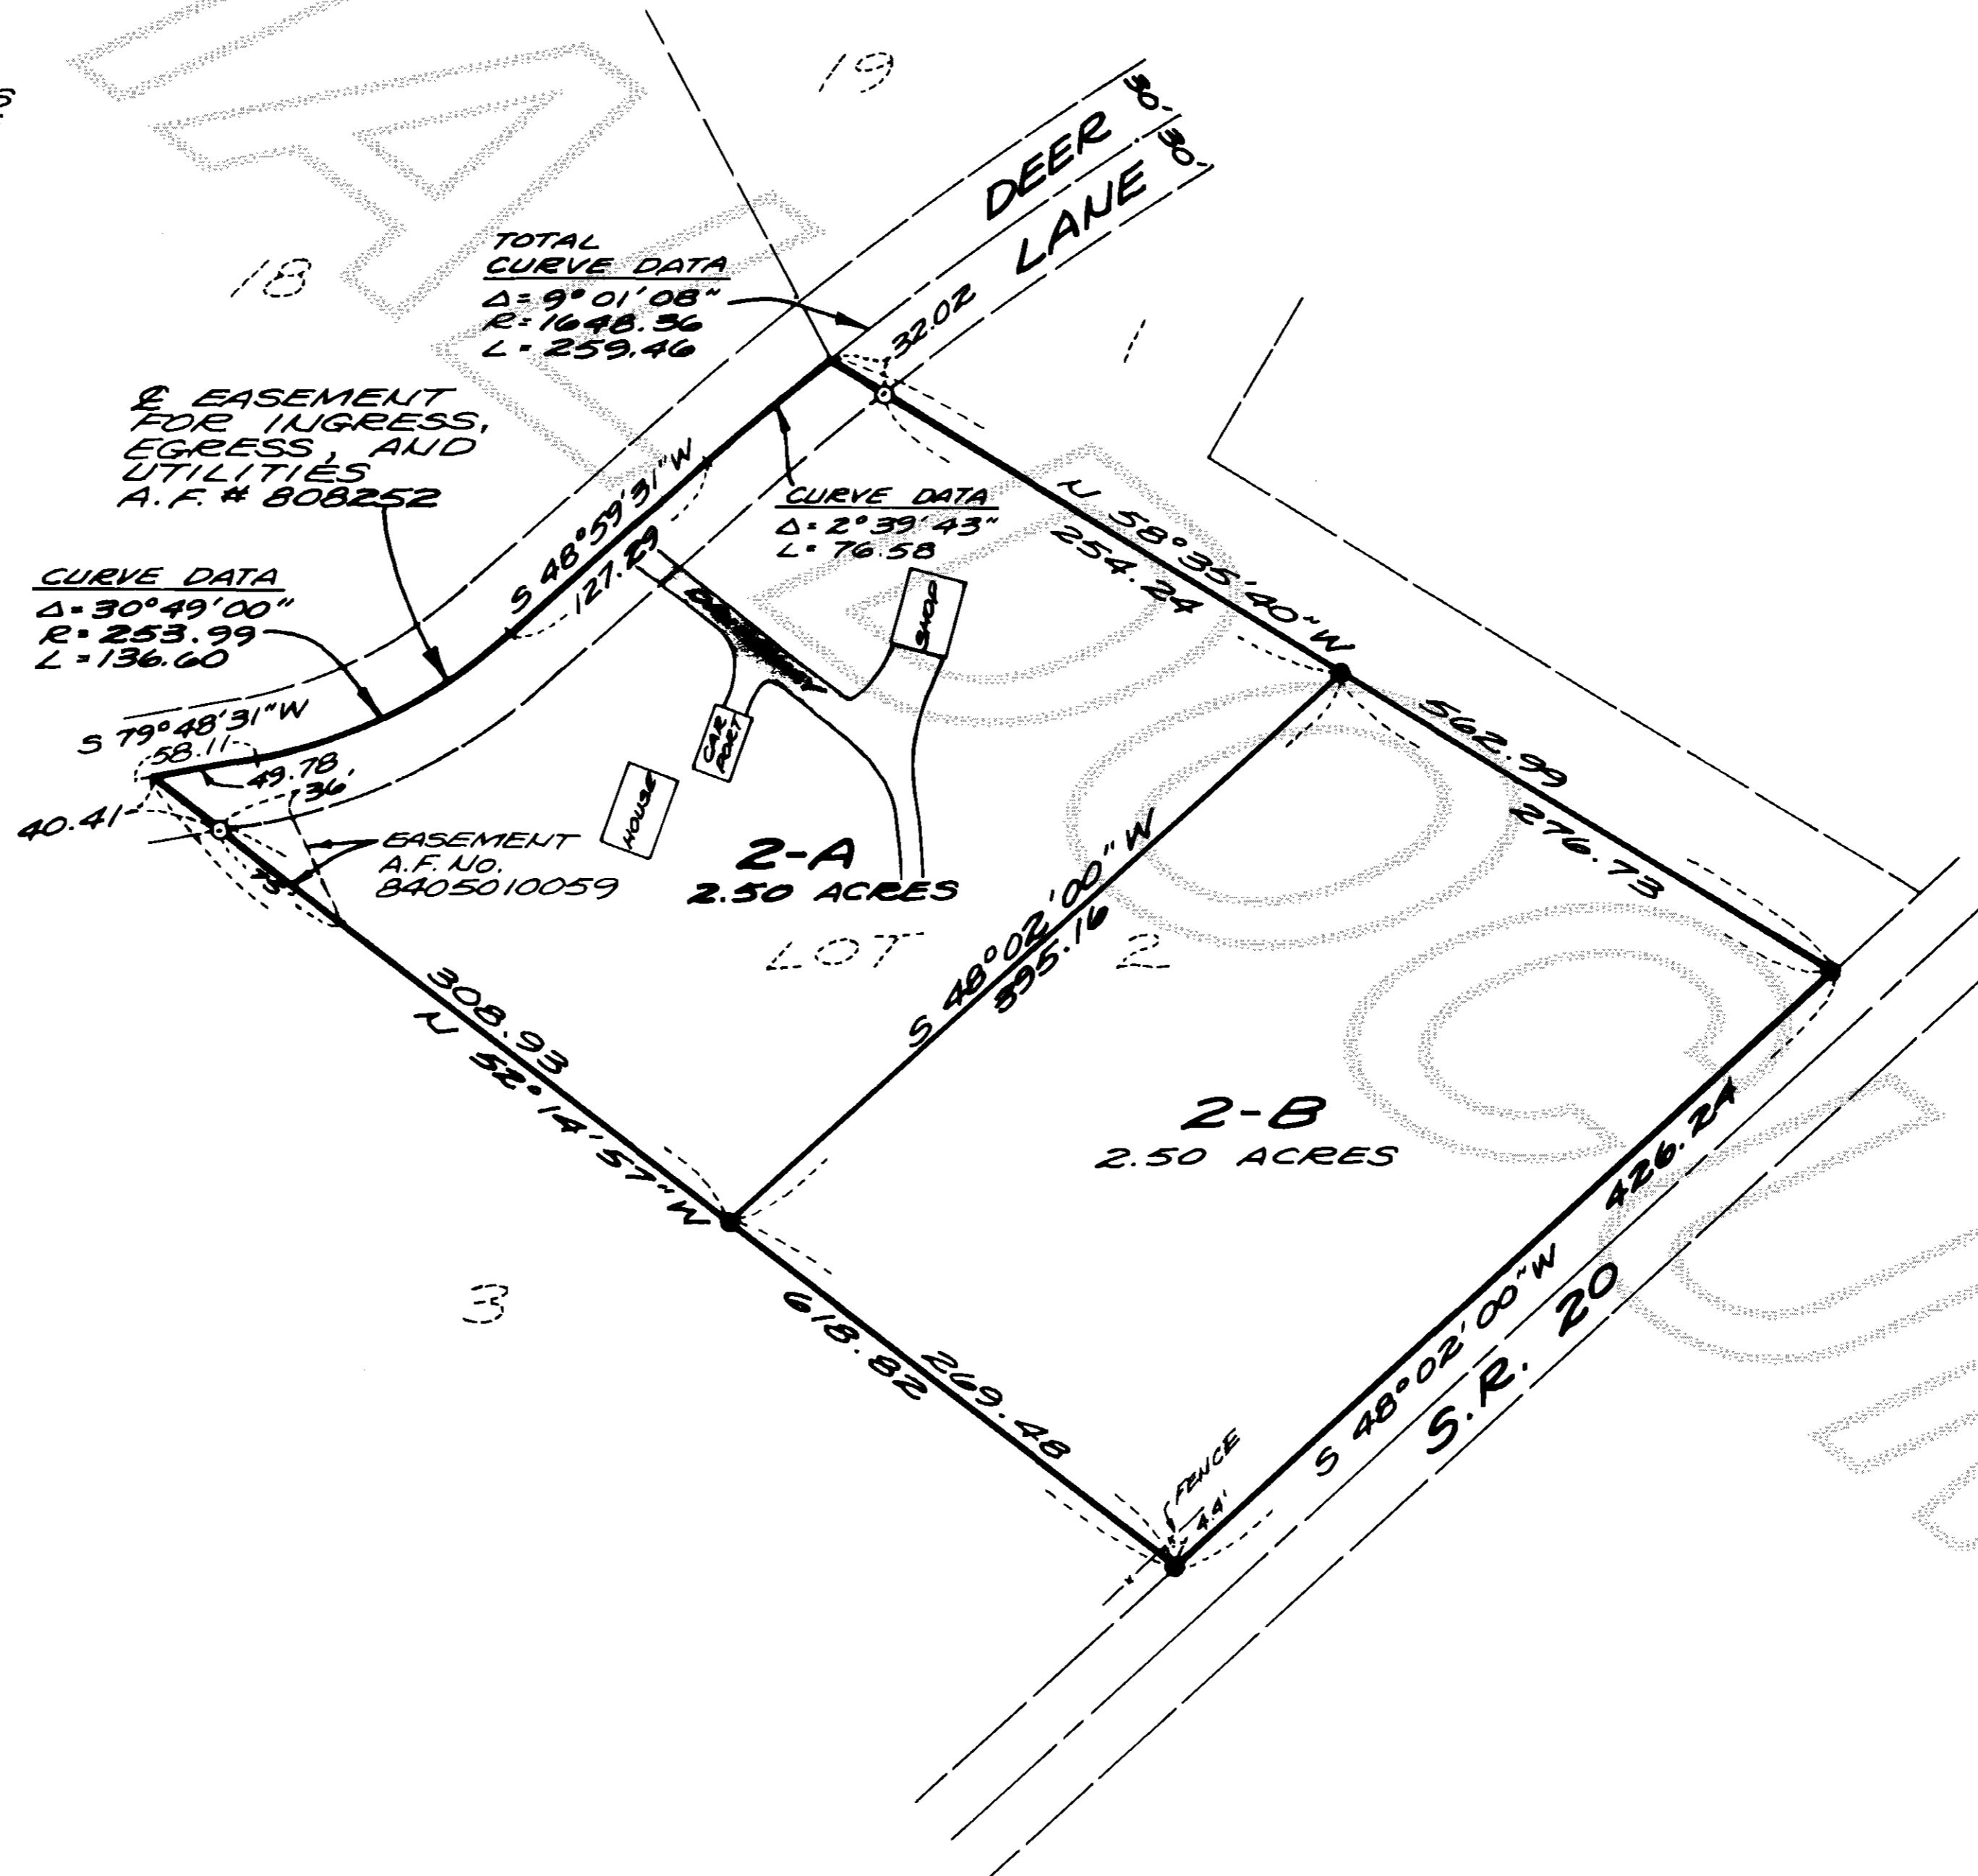 19
DEER
LANE
30'
30'
18
TOTAL
CURVE DATA
Δ=9°01'08"
R=1648.36
L=259.46
32.02
1
℄ EASEMENT
FOR INGRESS,
EGRESS, AND
UTILITIES
A.F. # 808252
S 48°59'31"W
127.29
CURVE DATA
Δ=2°39'43"
L=76.58
N 58°35'40"W
254.24
CURVE DATA
Δ=30°49'00"
R=253.99
L=136.60
SHOP
S 79°48'31"W
58.11
49.78
36'
40.41
CAR
PORT
HOUSE
562.99
276.73
EASEMENT
A.F. NO.
8405010059
75'
2-A
2.50 ACRES
LOT 2
S 48°02'00"W
395.16
308.93
N 52°14'57"W
2-B
2.50 ACRES
426.24
3
618.82
269.48
S 48°02'00"W
S.R. 20
FENCE
4.4'